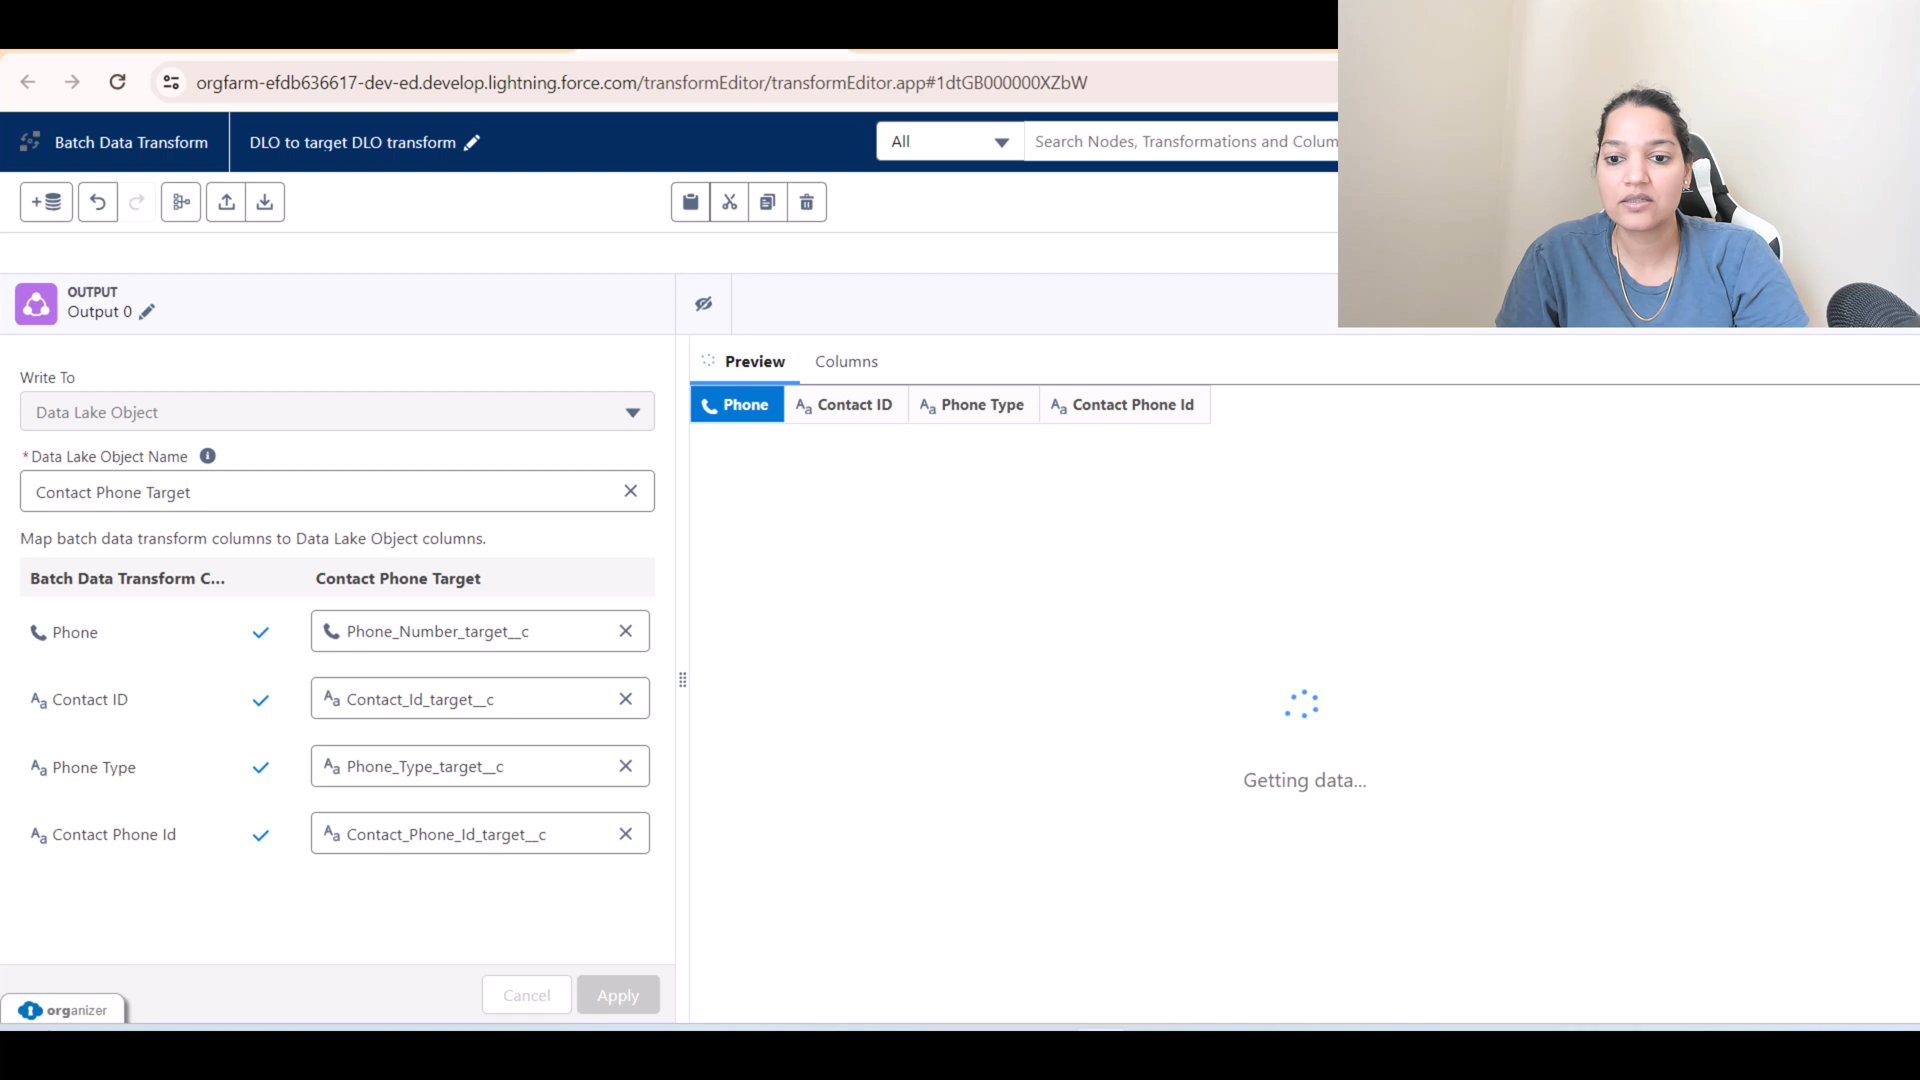 orgfarm-efdb636617-dev-ed.develop.lightning.force.com/transformEditor/transformEditor.app#1dtGB000000XZbW
Batch Data Transform
DLO to target DLO transform
All
Search Nodes, Transformations and Colum
OUTPUT
Output 0
Write To
Data Lake Object
* Data Lake Object Name
Contact Phone Target
Map batch data transform columns to Data Lake Object columns.
Batch Data Transform C...
Contact Phone Target
Phone
Phone_Number_target__c
Contact ID
Contact_Id_target__c
Phone Type
Phone_Type_target__c
Contact Phone Id
Contact_Phone_Id_target__c
Cancel
Apply
organizer
Preview
Columns
Phone
Contact ID
Phone Type
Contact Phone Id
Getting data...